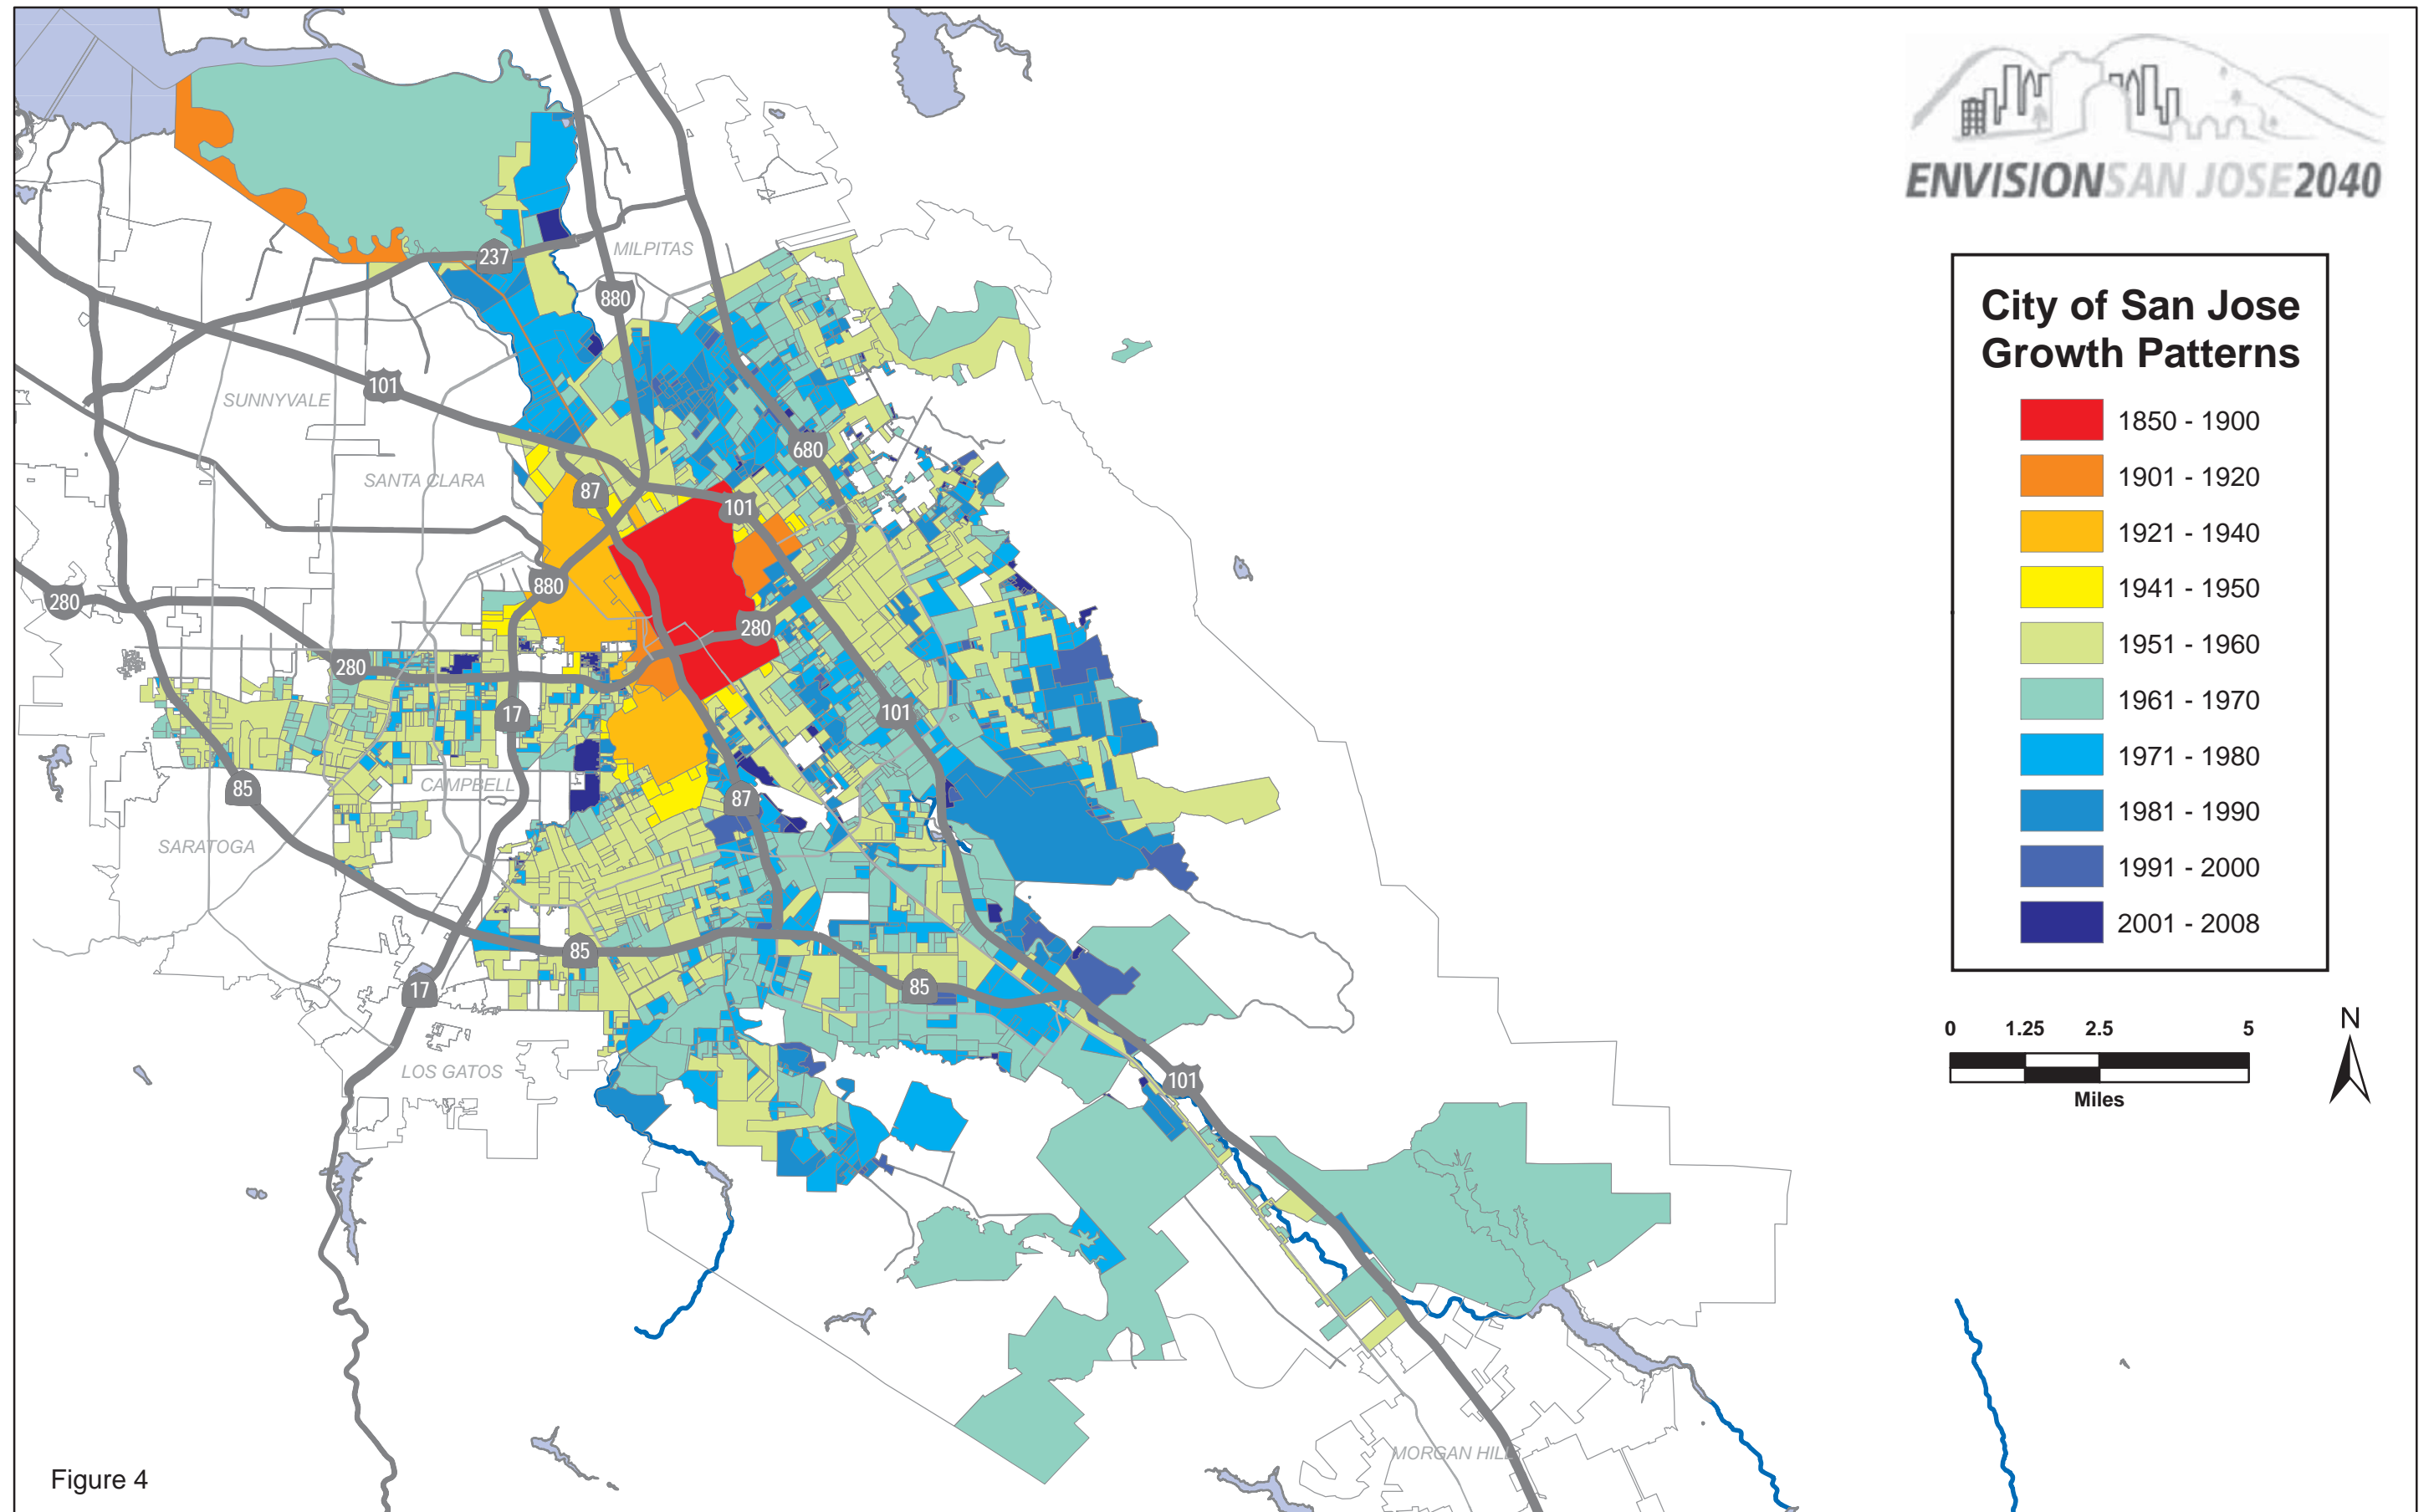 ENVISIONSAN JOSE2040
City of San Jose
Growth Patterns
1850 - 1900
1901 - 1920
1921 - 1940
1941 - 1950
1951 - 1960
1961 - 1970
1971 - 1980
1981 - 1990
1991 - 2000
2001 - 2008
0 1.25 2.5 5
Miles
N
237
MILPITAS
880
101
SUNNYVALE
680
SANTA CLARA
87
101
880
280
280
280
17
101
85
CAMPBELL
87
SARATOGA
85
85
17
LOS GATOS
101
MORGAN HILL
Figure 4